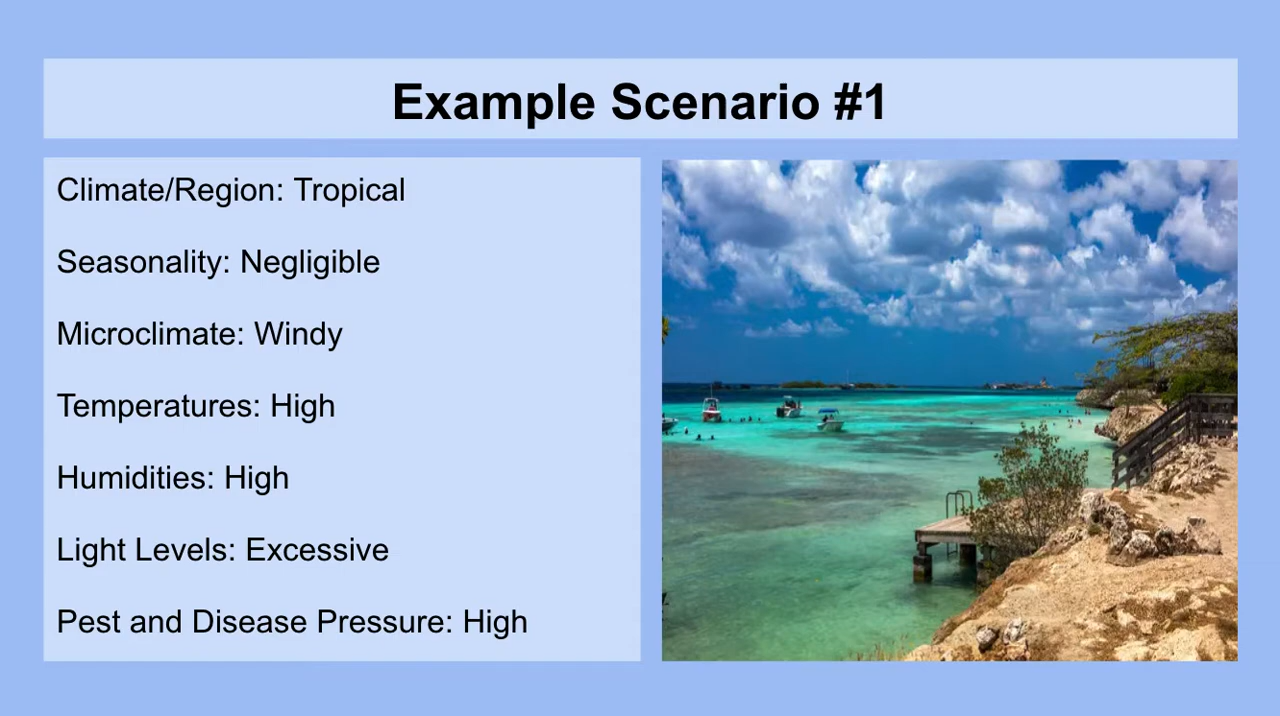 Example Scenario #1
Climate/Region: Tropical
Seasonality: Negligible
Microclimate: Windy
Temperatures: High
Humidities: High
Light Levels: Excessive
Pest and Disease Pressure: High